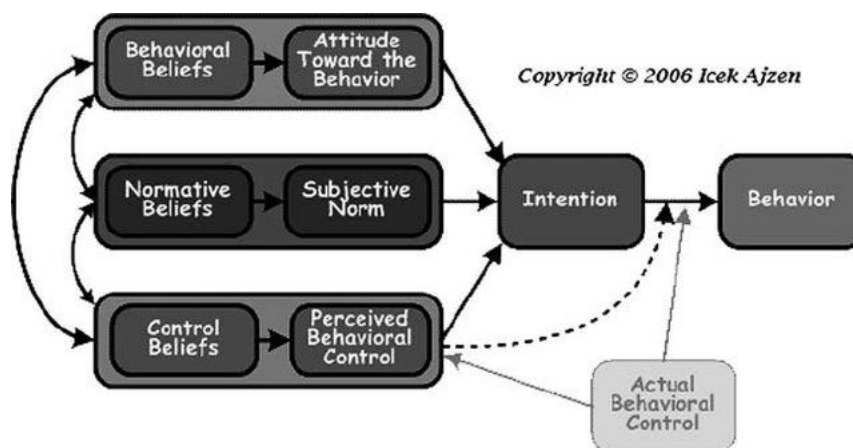 Behavioral
Beliefs
Attitude
Toward the
Behavior
Copyright © 2006 Icek Ajzen
Normative
Beliefs
Subjective
Norm
Intention
Behavior
Control
Beliefs
Perceived
Behavioral
Control
Actual
Behavioral
Control